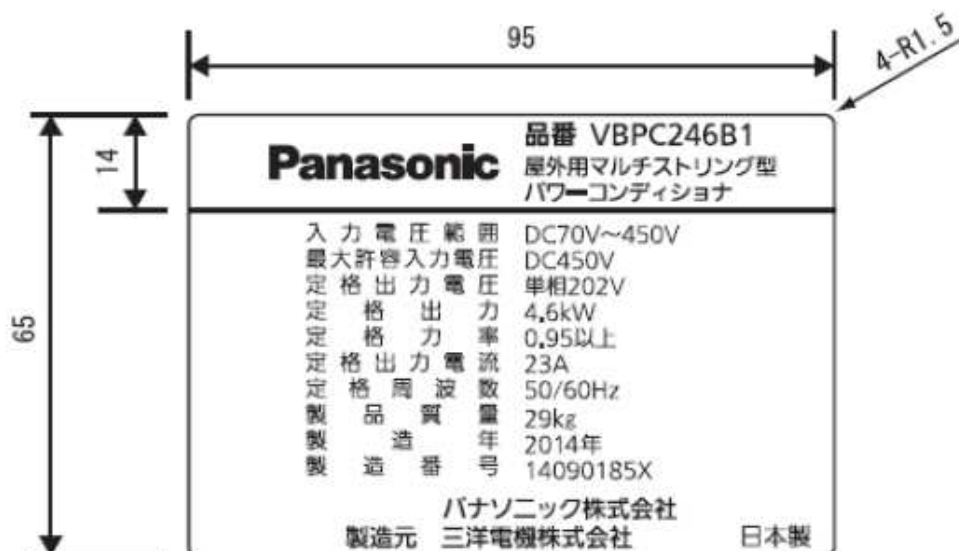 95
4-R1.5
14
65
Panasonic
品番 VBPC246B1
屋外用マルチストリング型
パワーコンディショナ
入力電圧範囲 DC70V〜450V
最大許容入力電圧 DC450V
定格出力電圧 単相202V
定格出力 4.6kW
定格力率 0.95以上
定格出力電流 23A
定格周波数 50/60Hz
製品質量 29kg
製造年 2014年
製造番号 14090185X
パナソニック株式会社
製造元 三洋電機株式会社 日本製